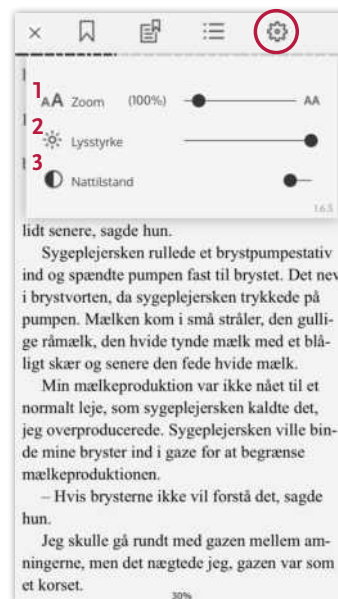 1 AA Zoom (100%) AA
2 Lysstyrke
3 Nattilstand
1.6.5
lidt senere, sagde hun.
Sygeplejersken rullede et brystpumpestativ
ind og spændte pumpen fast til brystet. Det nev
i brystvorten, da sygeplejersken trykkede på
pumpen. Mælken kom i små stråler, den gulli-
ge råmælk, den hvide tynde mælk med et blå-
ligt skær og senere den fede hvide mælk.
Min mælkeproduktion var ikke nået til et
normalt leje, som sygeplejersken kaldte det,
jeg overproducerede. Sygeplejersken ville bin-
de mine bryster ind i gaze for at begrænse
mælkeproduktionen.
– Hvis brysterne ikke vil forstå det, sagde
hun.
Jeg skulle gå rundt med gazen mellem am-
ningerne, men det nægtede jeg, gazen var som
et korset.
30%